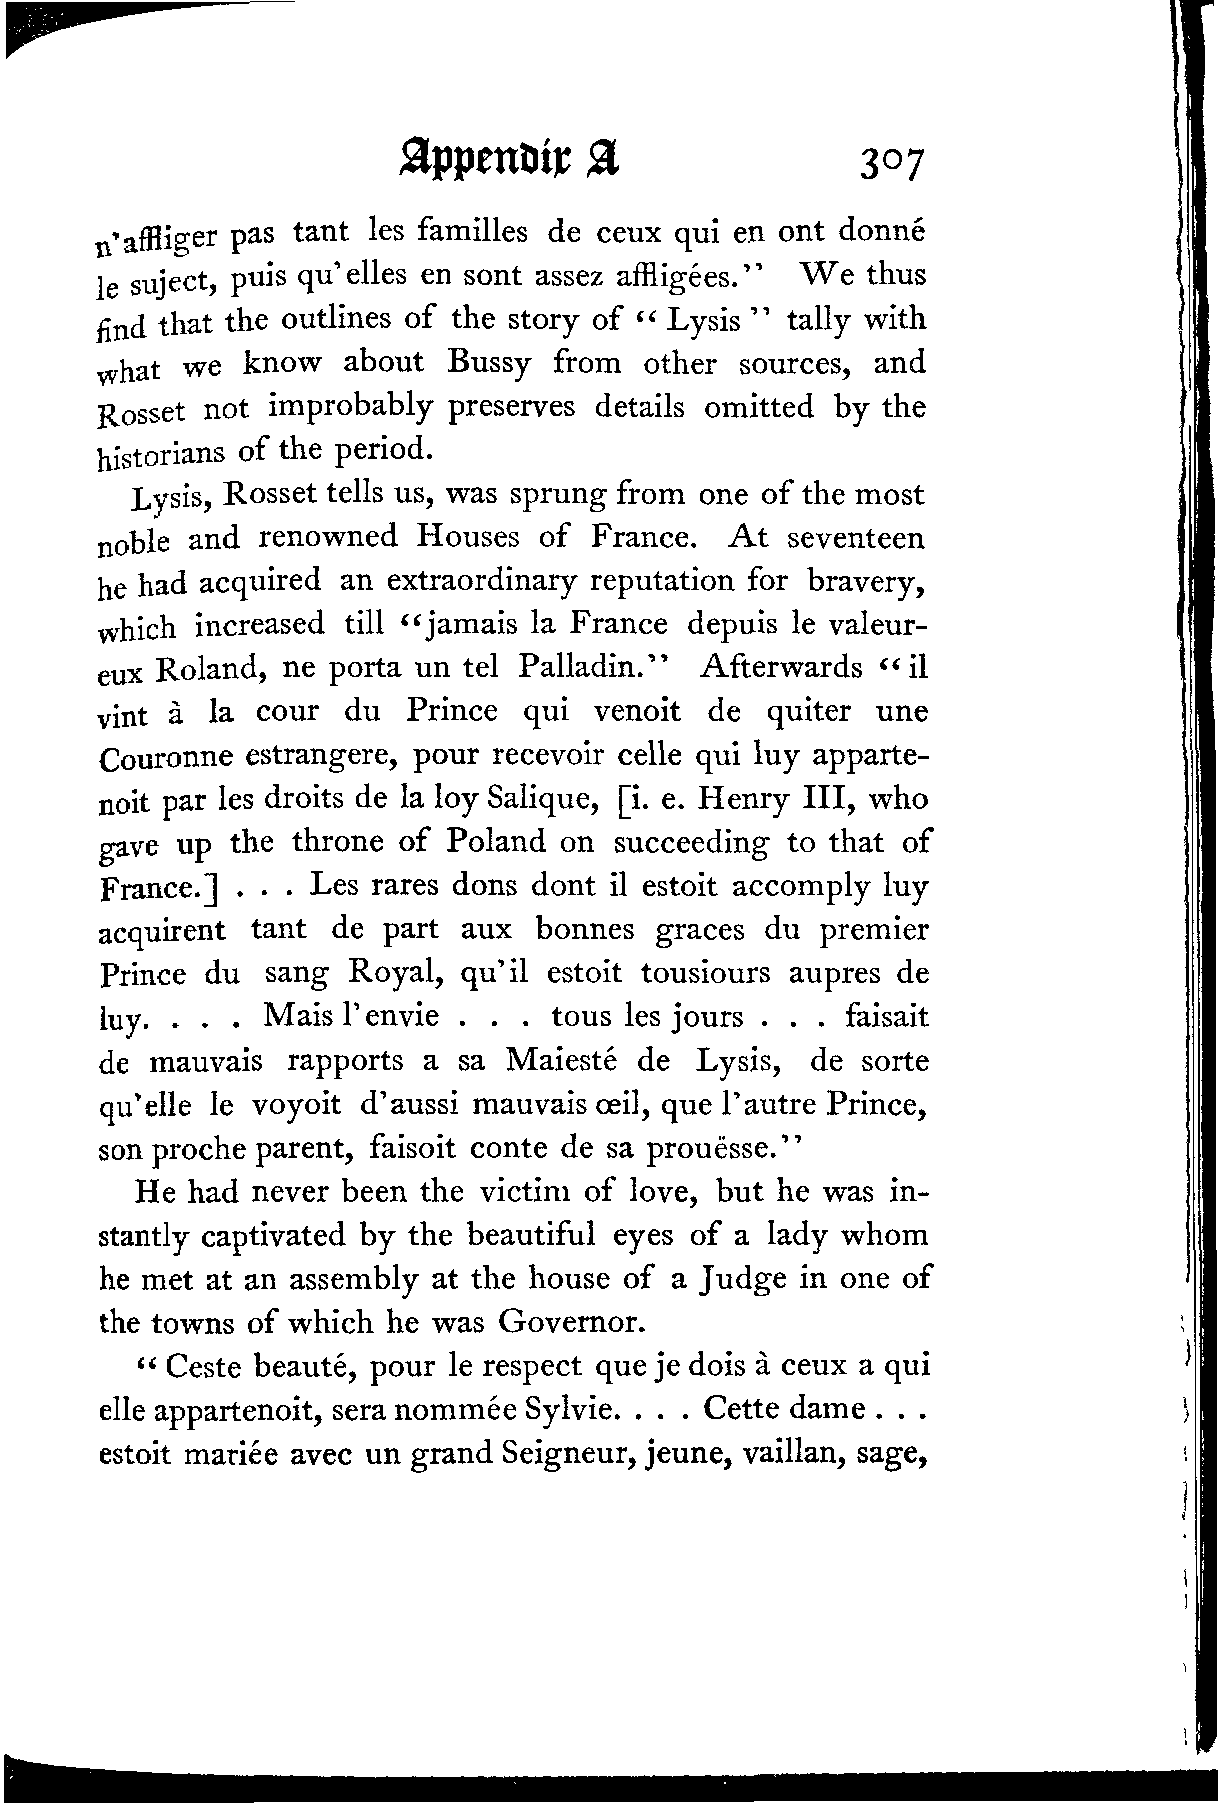 Appendix A 307
n'affliger pas tant les familles de ceux qui en ont donné
le suject, puis qu'elles en sont assez affligées.'' We thus
find that the outlines of the story of “ Lysis ” tally with
what we know about Bussy from other sources, and
Rosset not improbably preserves details omitted by the
historians of the period.
Lysis, Rosset tells us, was sprung from one of the most
noble and renowned Houses of France. At seventeen
he had acquired an extraordinary reputation for bravery,
which increased till “jamais la France depuis le valeur-
eux Roland, ne porta un tel Palladin.” Afterwards “ il
vint à la cour du Prince qui venoit de quiter une
Couronne estrangere, pour recevoir celle qui luy apparte-
noit par les droits de la loy Salique, [i. e. Henry III, who
gave up the throne of Poland on succeeding to that of
France.] . . . Les rares dons dont il estoit accomply luy
acquirent tant de part aux bonnes graces du premier
Prince du sang Royal, qu'il estoit tousiours aupres de
luy. . . . Mais l'envie . . . tous les jours . . . faisait
de mauvais rapports a sa Maiesté de Lysis, de sorte
qu'elle le voyoit d'aussi mauvais œil, que l'autre Prince,
son proche parent, faisoit conte de sa prouësse.”
He had never been the victim of love, but he was in-
stantly captivated by the beautiful eyes of a lady whom
he met at an assembly at the house of a Judge in one of
the towns of which he was Governor.
“ Ceste beauté, pour le respect que je dois à ceux a qui
elle appartenoit, sera nommée Sylvie. . . . Cette dame . . .
estoit mariée avec un grand Seigneur, jeune, vaillan, sage,